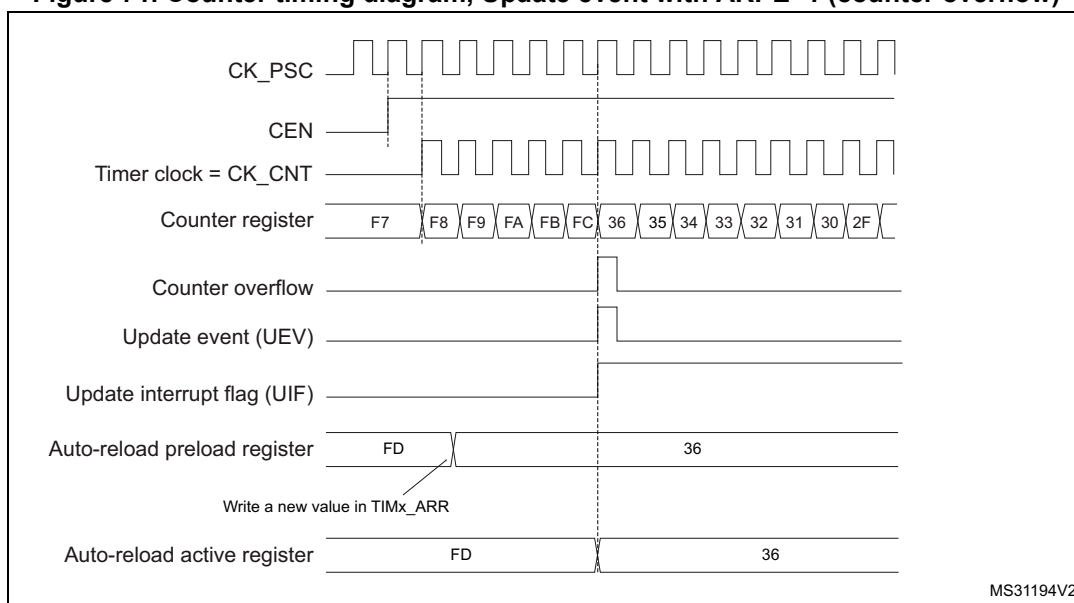 CK_PSC
CEN
Timer clock = CK_CNT
Counter register F7 F8 F9 FA FB FC 36 35 34 33 32 31 30 2F
Counter overflow
Update event (UEV)
Update interrupt flag (UIF)
Auto-reload preload register FD 36
Write a new value in TIMx_ARR
Auto-reload active register FD 36
MS31194V2